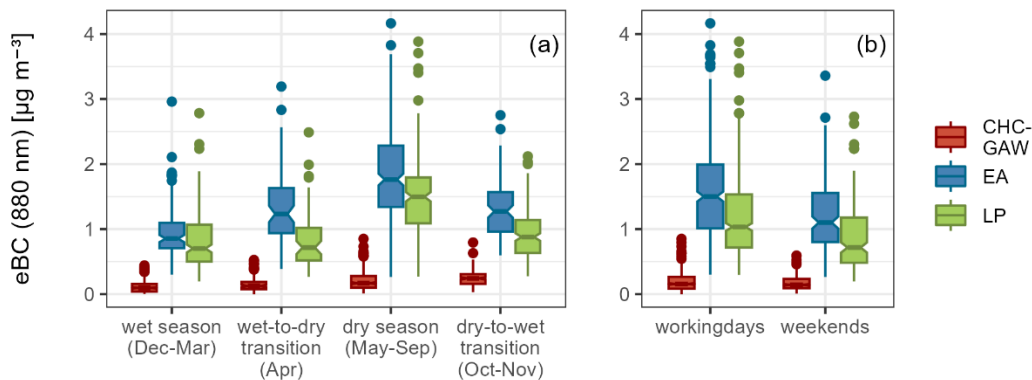 eBC (880 nm) [µg m⁻³]
4
3
2
1
0
(a)
wet season
(Dec-Mar)
wet-to-dry
transition
(Apr)
dry season
(May-Sep)
dry-to-wet
transition
(Oct-Nov)
4
3
2
1
0
(b)
workingdays
weekends
CHC-
GAW
EA
LP